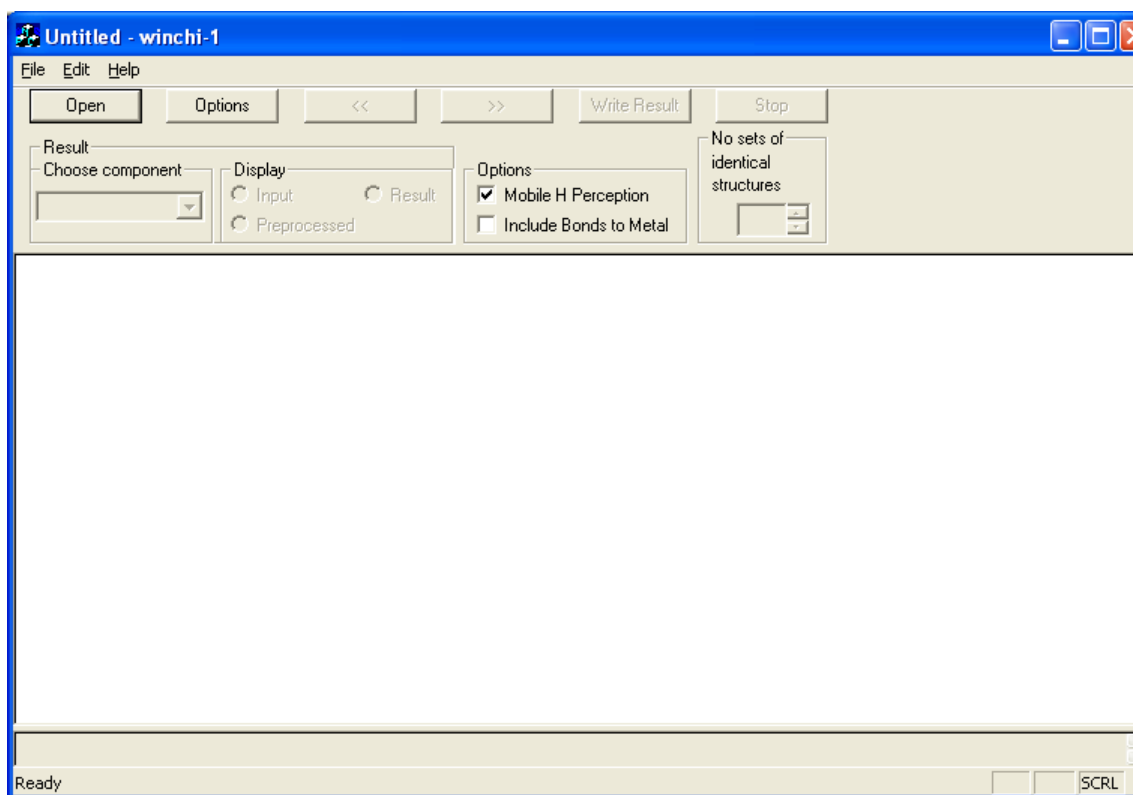 Untitled - winchi-1
File Edit Help
Open Options << >> Write Result Stop
Result
Choose component
Display
Input Result
Preprocessed
Options
Mobile H Perception
Include Bonds to Metal
No sets of
identical
structures
Ready SCRL